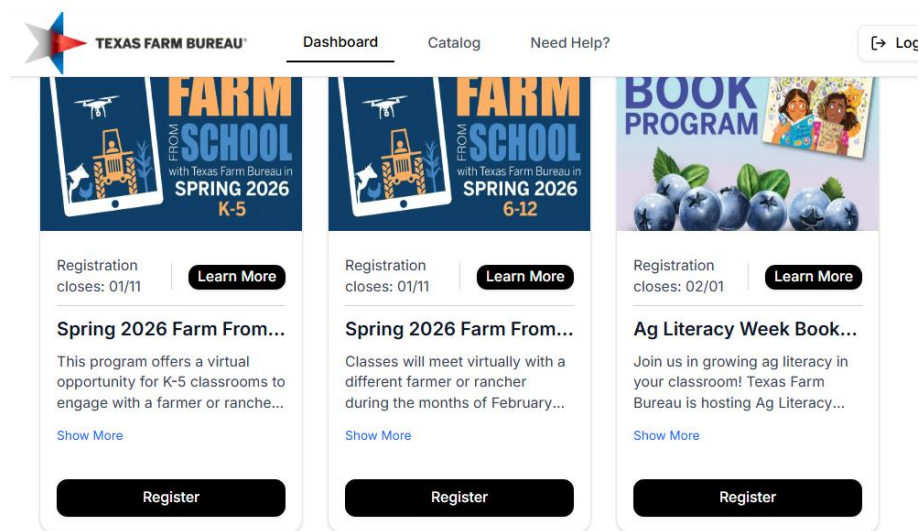 TEXAS FARM BUREAU
Dashboard
Catalog
Need Help?
FARM
FROM
SCHOOL
with Texas Farm Bureau in
SPRING 2026
K-5
FARM
FROM
SCHOOL
with Texas Farm Bureau in
SPRING 2026
6-12
BOOK
PROGRAM
Registration
closes: 01/11
Learn More
Registration
closes: 01/11
Learn More
Registration
closes: 02/01
Learn More
Spring 2026 Farm From...
This program offers a virtual
opportunity for K-5 classrooms to
engage with a farmer or ranche...
Show More
Register
Spring 2026 Farm From...
Classes will meet virtually with a
different farmer or rancher
during the months of February...
Show More
Register
Ag Literacy Week Book...
Join us in growing ag literacy in
your classroom! Texas Farm
Bureau is hosting Ag Literacy...
Show More
Register